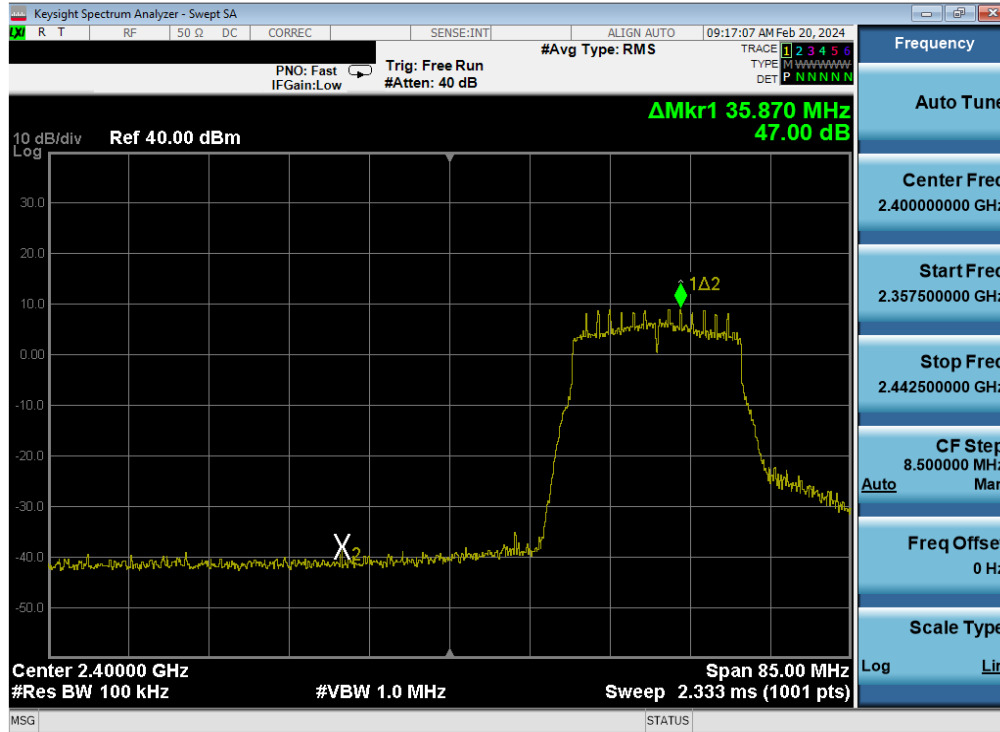 Keysight Spectrum Analyzer - Swept SA
LXI R T RF 50 Ω DC CORREC SENSE:INT ALIGN AUTO 09:17:07 AM Feb 20, 2024
PNO: Fast
IFGain:Low
Trig: Free Run
#Atten: 40 dB
#Avg Type: RMS
TRACE 1 2 3 4 5 6
TYPE M WWWWW
DET P N N N N N
ΔMkr1 35.870 MHz
47.00 dB
10 dB/div Ref 40.00 dBm
Log
30.0
20.0
10.0
0.00
-10.0
-20.0
-30.0
-40.0
-50.0
1Δ2
X2
Center 2.40000 GHz Span 85.00 MHz
#Res BW 100 kHz #VBW 1.0 MHz Sweep 2.333 ms (1001 pts)
MSG STATUS
Frequency
Auto Tune
Center Freq
2.400000000 GHz
Start Freq
2.357500000 GHz
Stop Freq
2.442500000 GHz
CF Step
8.500000 MHz
Auto Man
Freq Offset
0 Hz
Scale Type
Log Lin